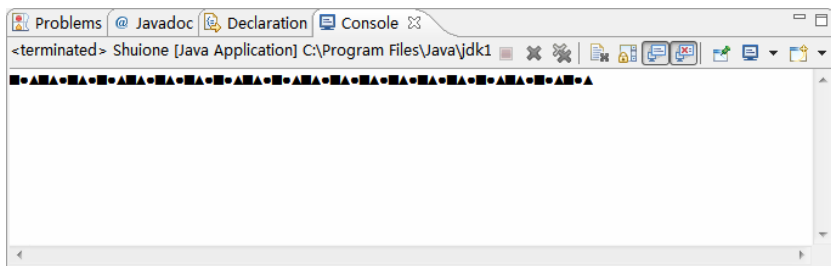 Problems @ Javadoc Declaration Console
<terminated> Shuione [Java Application] C:\Program Files\Java\jdk1